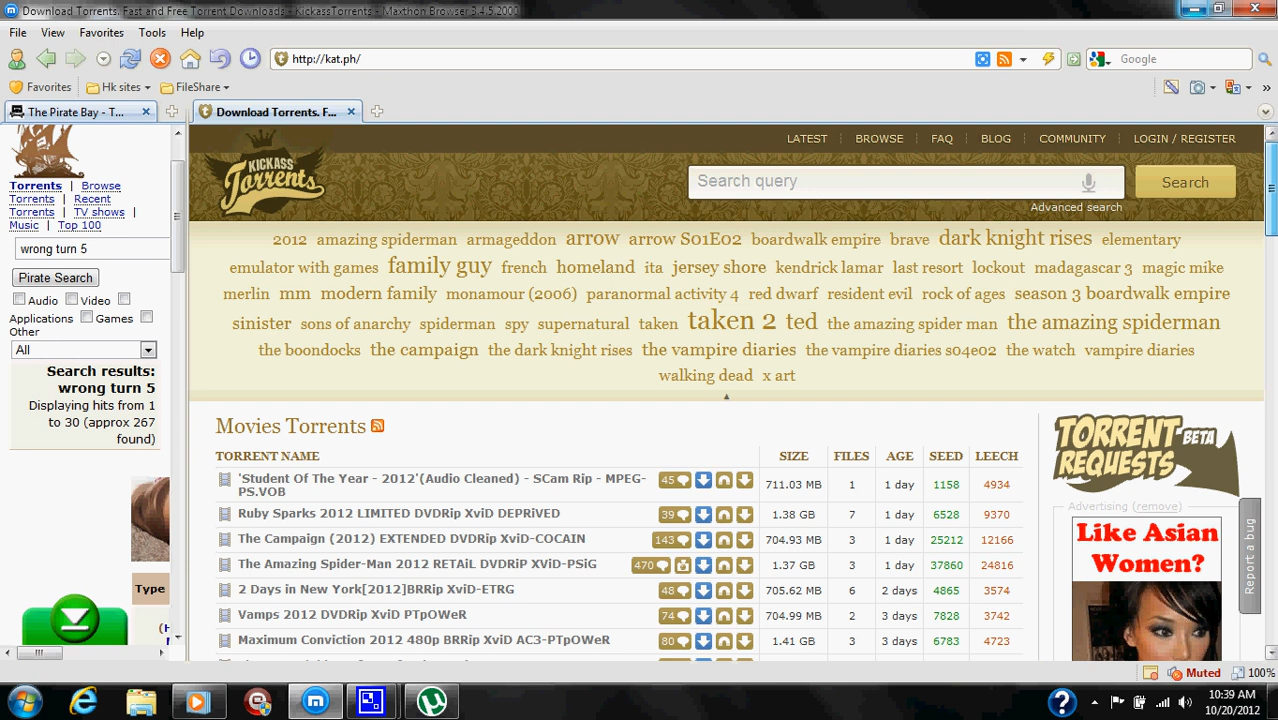 Download Torrents. Fast and Free Torrent Downloads - KickassTorrents - Maxthon Browser 3.4.5.2000
File View Favorites Tools Help
http://kat.ph/
Google
Favorites Hk sites FileShare
The Pirate Bay - T...
Download Torrents. F...
Torrents | Browse
Torrents | Recent
Torrents | TV shows |
Music | Top 100
wrong turn 5
Pirate Search
Audio Video
Applications Games
Other
All
Search results:
wrong turn 5
Displaying hits from 1
to 30 (approx 267
found)
Type
KICKASS
Torrents
LATEST BROWSE FAQ BLOG COMMUNITY LOGIN / REGISTER
Search query
Search
Advanced search
2012 amazing spiderman armageddon arrow arrow S01E02 boardwalk empire brave dark knight rises elementary
emulator with games family guy french homeland ita jersey shore kendrick lamar last resort lockout madagascar 3 magic mike
merlin mm modern family monamour (2006) paranormal activity 4 red dwarf resident evil rock of ages season 3 boardwalk empire
sinister sons of anarchy spiderman spy supernatural taken taken 2 ted the amazing spider man the amazing spiderman
the boondocks the campaign the dark knight rises the vampire diaries the vampire diaries s04e02 the watch vampire diaries
walking dead x art
Movies Torrents
TORRENT NAME SIZE FILES AGE SEED LEECH
'Student Of The Year - 2012'(Audio Cleaned) - SCam Rip - MPEG-
PS.VOB 45 711.03 MB 1 1 day 1158 4934
Ruby Sparks 2012 LIMITED DVDRip XviD DEPRiVED 39 1.38 GB 7 1 day 6528 9370
The Campaign (2012) EXTENDED DVDRip XviD-COCAIN 143 704.93 MB 3 1 day 25212 12166
The Amazing Spider-Man 2012 RETAiL DVDRiP XViD-PSiG 470 1.37 GB 3 1 day 37860 24816
2 Days in New York[2012]BRRip XviD-ETRG 48 705.62 MB 6 2 days 4865 3574
Vamps 2012 DVDRip XviD PTpOWeR 74 704.99 MB 2 3 days 7828 3742
Maximum Conviction 2012 480p BRRip XviD AC3-PTpOWeR 80 1.41 GB 3 3 days 6783 4723
TORRENT BETA
REQUESTS
Advertising (remove)
Like Asian
Women?
Report a bug
Muted 100%
10:39 AM
10/20/2012